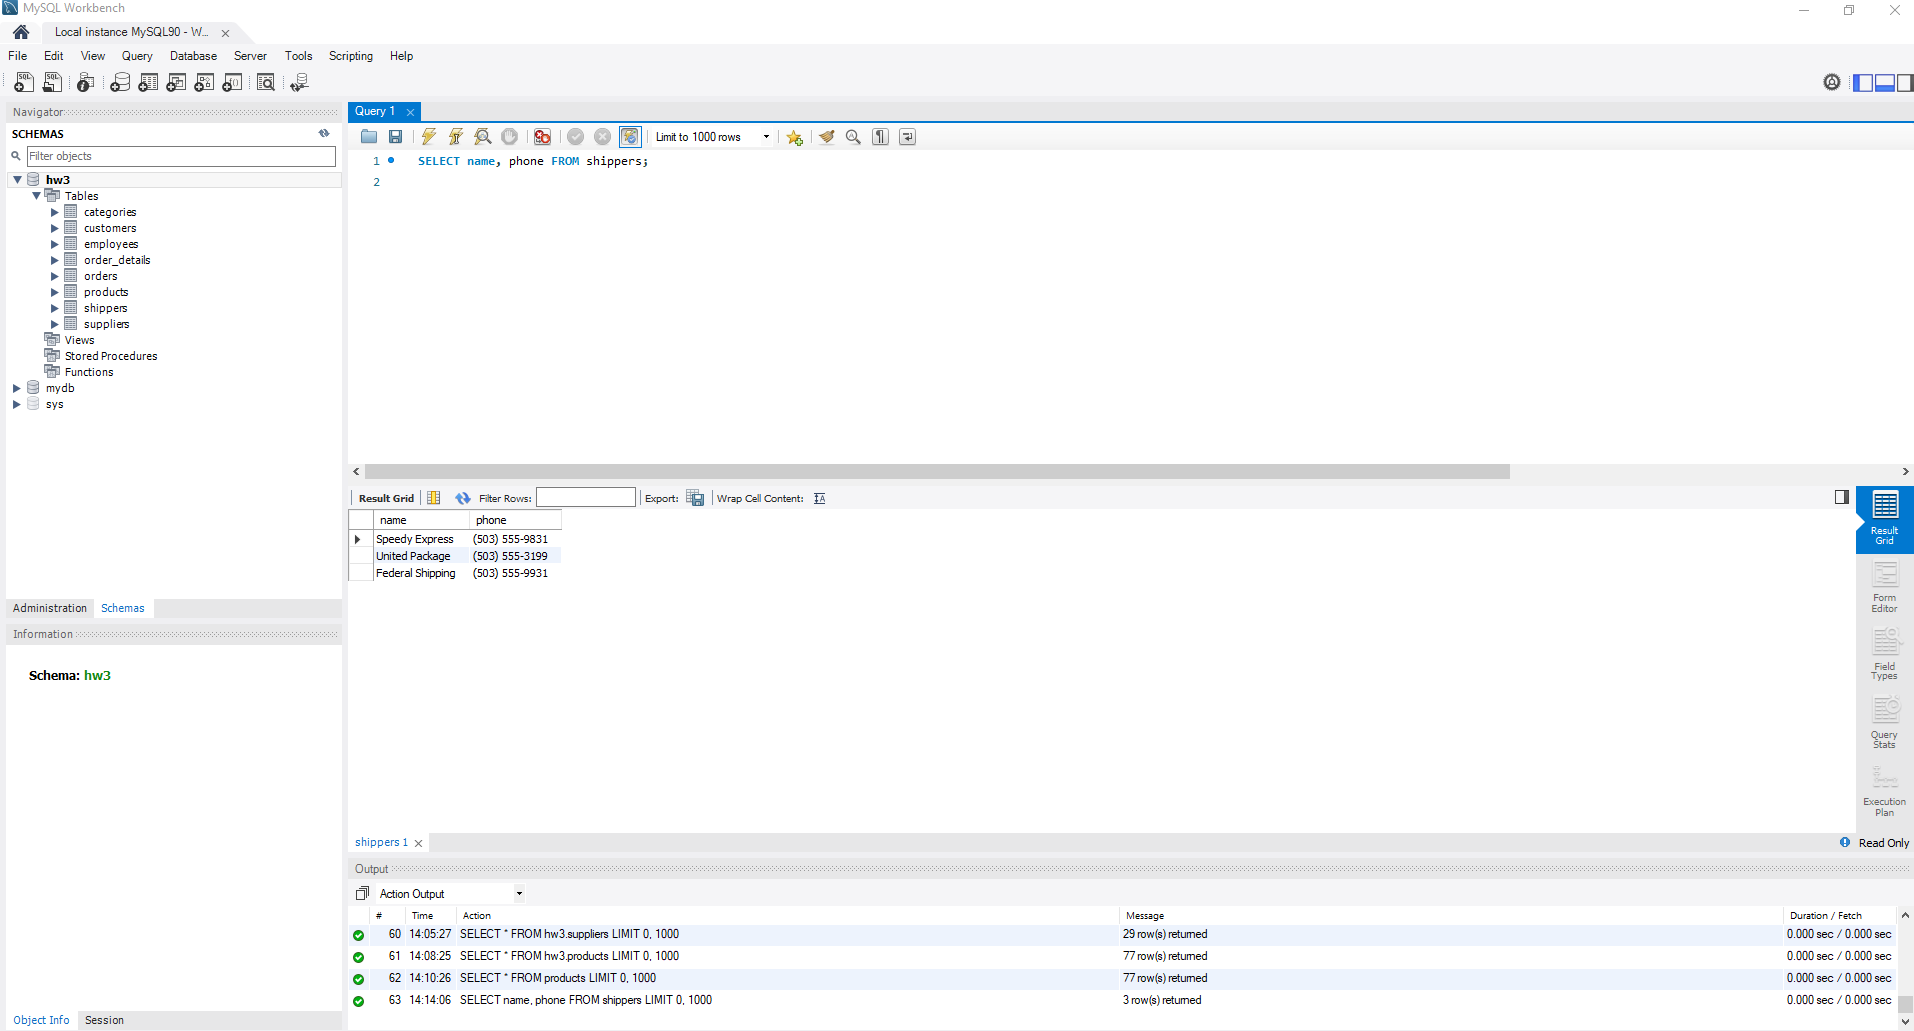 MySQL Workbench
Local instance MySQL90 - W...
File Edit View Query Database Server Tools Scripting Help
Navigator
SCHEMAS
Filter objects
hw3
Tables
categories
customers
employees
order_details
orders
products
shippers
suppliers
Views
Stored Procedures
Functions
mydb
sys
Administration Schemas
Information
Schema: hw3
Object Info Session
Query 1
Limit to 1000 rows
1 SELECT name, phone FROM shippers;
2
Result Grid Filter Rows: Export: Wrap Cell Content:
name phone
Speedy Express (503) 555-9831
United Package (503) 555-3199
Federal Shipping (503) 555-9931
Result
Grid
Form
Editor
Field
Types
Query
Stats
Execution
Plan
shippers 1
Read Only
Output
Action Output
# Time Action Message Duration / Fetch
60 14:05:27 SELECT * FROM hw3.suppliers LIMIT 0, 1000 29 row(s) returned 0.000 sec / 0.000 sec
61 14:08:25 SELECT * FROM hw3.products LIMIT 0, 1000 77 row(s) returned 0.000 sec / 0.000 sec
62 14:10:26 SELECT * FROM products LIMIT 0, 1000 77 row(s) returned 0.000 sec / 0.000 sec
63 14:14:06 SELECT name, phone FROM shippers LIMIT 0, 1000 3 row(s) returned 0.000 sec / 0.000 sec